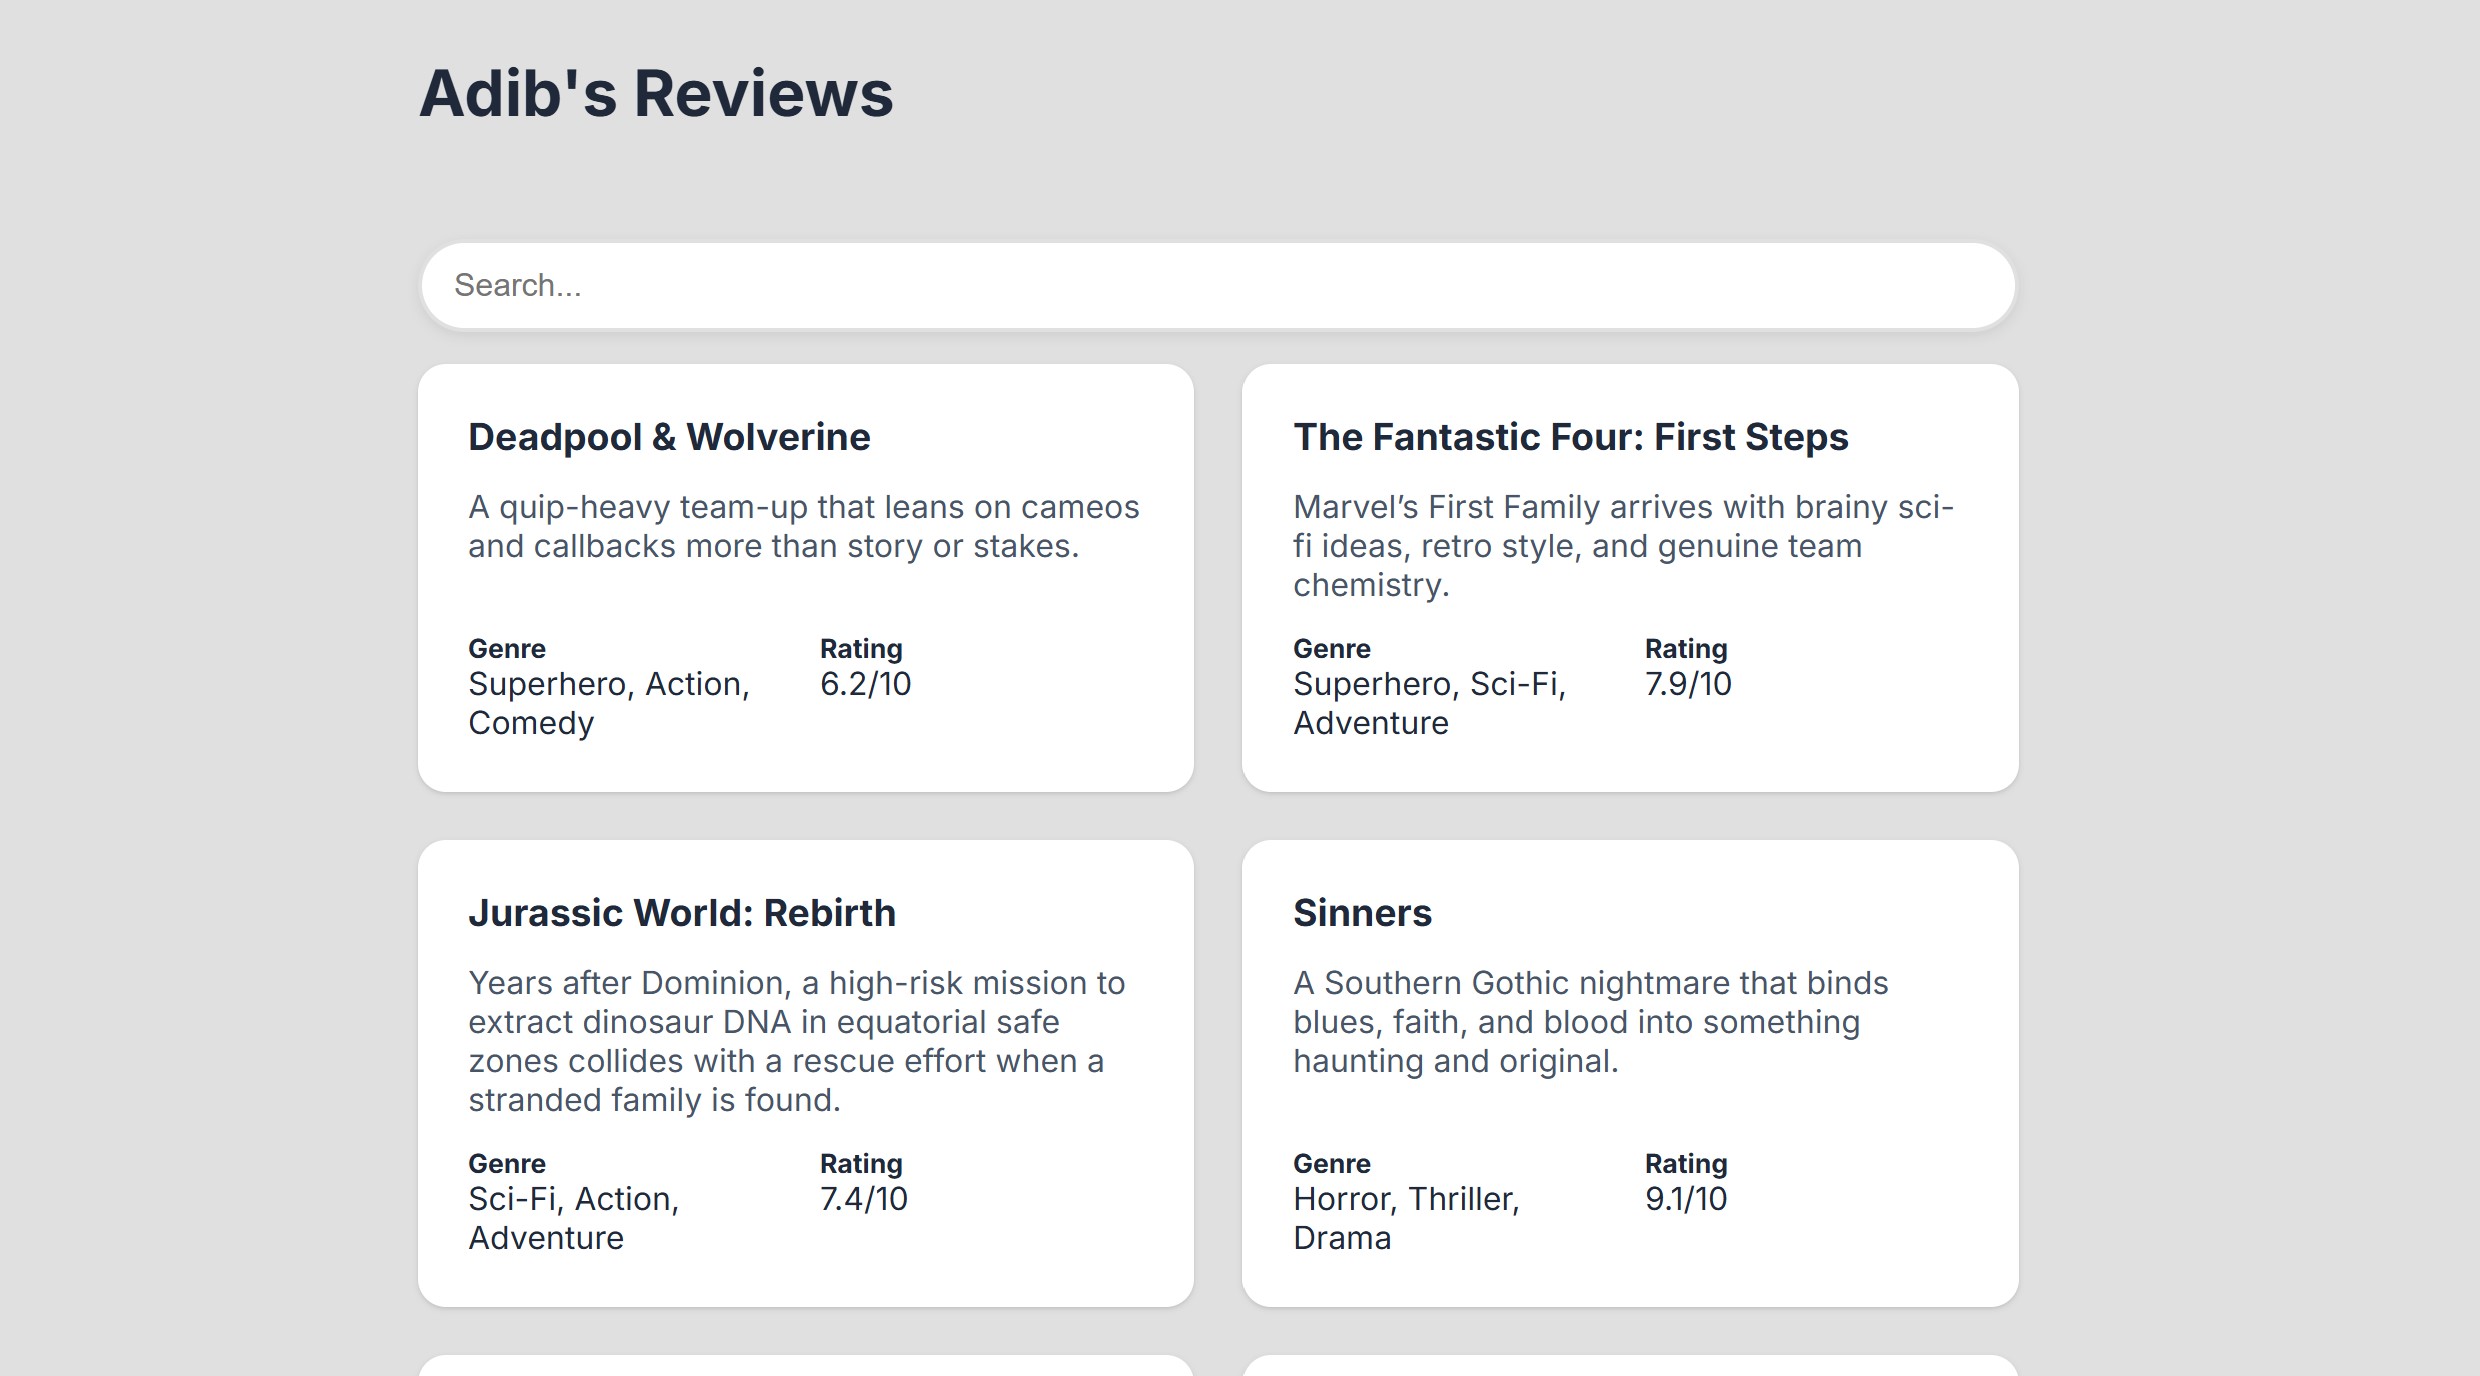 Adib's Reviews
Search...
Deadpool & Wolverine
A quip-heavy team-up that leans on cameos
and callbacks more than story or stakes.
Genre
Superhero, Action,
Comedy
Rating
6.2/10
The Fantastic Four: First Steps
Marvel’s First Family arrives with brainy sci-
fi ideas, retro style, and genuine team
chemistry.
Genre
Superhero, Sci-Fi,
Adventure
Rating
7.9/10
Jurassic World: Rebirth
Years after Dominion, a high-risk mission to
extract dinosaur DNA in equatorial safe
zones collides with a rescue effort when a
stranded family is found.
Genre
Sci-Fi, Action,
Adventure
Rating
7.4/10
Sinners
A Southern Gothic nightmare that binds
blues, faith, and blood into something
haunting and original.
Genre
Horror, Thriller,
Drama
Rating
9.1/10